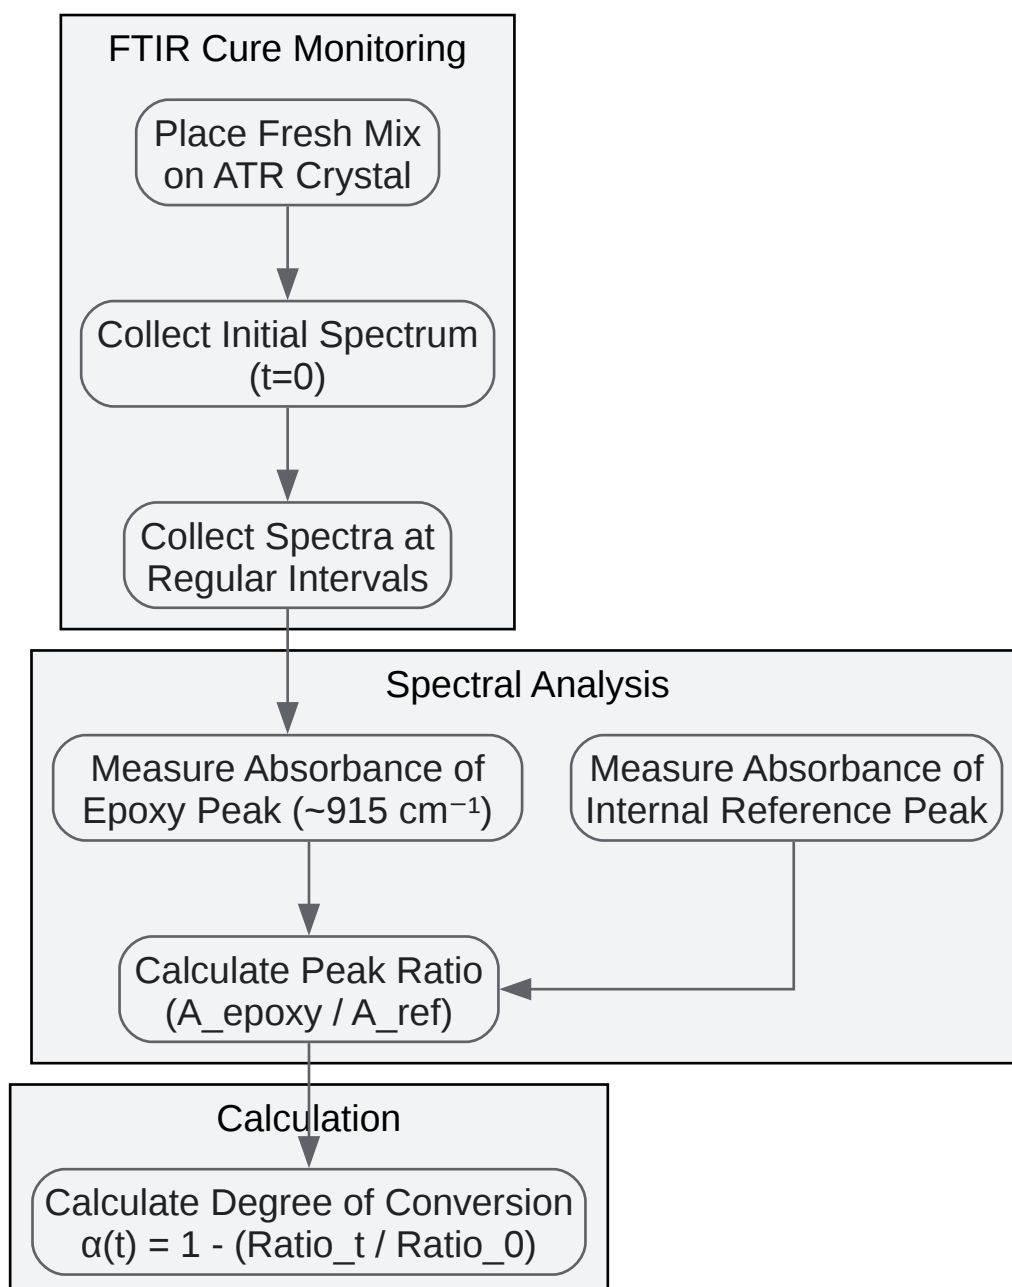 FTIR Cure Monitoring
Place Fresh Mix
on ATR Crystal
Collect Initial Spectrum
(t=0)
Collect Spectra at
Regular Intervals
Spectral Analysis
Measure Absorbance of
Epoxy Peak (~915 cm⁻¹)
Measure Absorbance of
Internal Reference Peak
Calculate Peak Ratio
(A_epoxy / A_ref)
Calculation
Calculate Degree of Conversion
α(t) = 1 - (Ratio_t / Ratio_0)